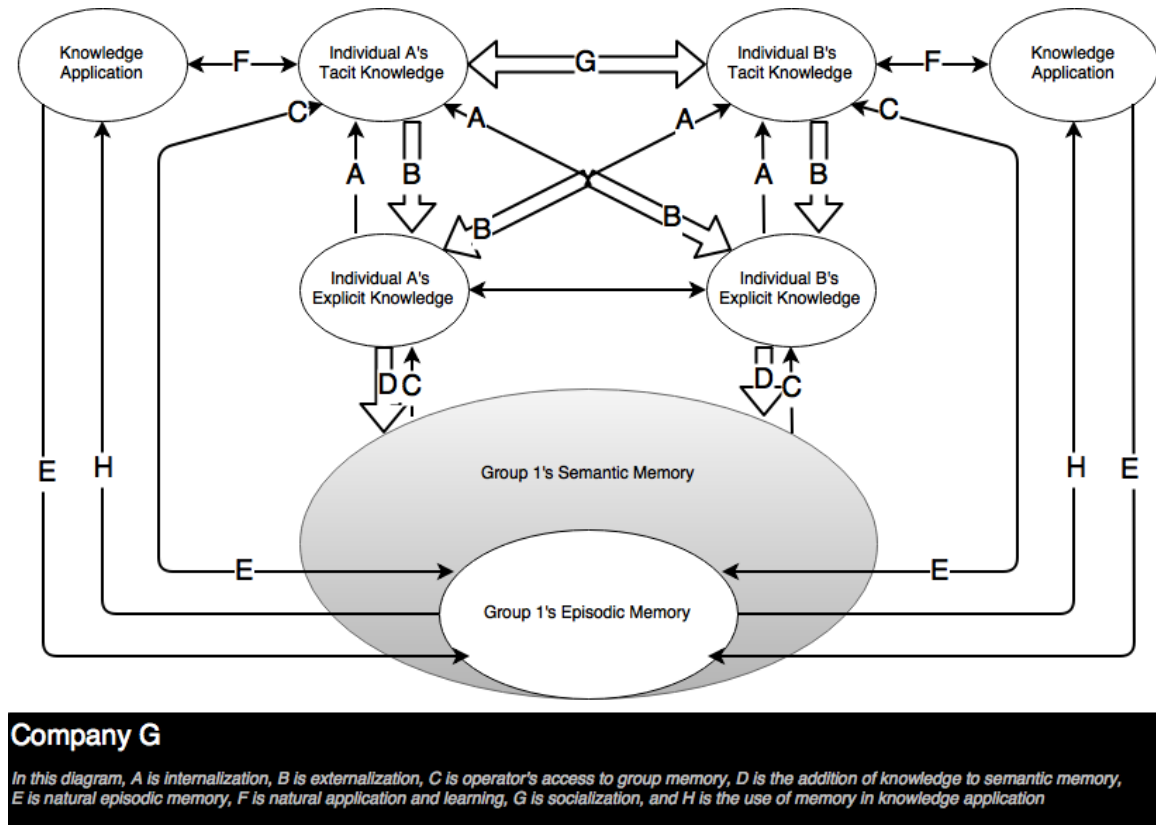 Knowledge
Application
F
Individual A's
Tacit Knowledge
G
Individual B's
Tacit Knowledge
F
Knowledge
Application
C
A
A
C
A
B
A
B
B
B
Individual A's
Explicit Knowledge
Individual B's
Explicit Knowledge
D
C
D
C
E
H
Group 1's Semantic Memory
H
E
E
E
Group 1's Episodic Memory
Company G
In this diagram, A is internalization, B is externalization, C is operator's access to group memory, D is the addition of knowledge to semantic memory,
E is natural episodic memory, F is natural application and learning, G is socialization, and H is the use of memory in knowledge application